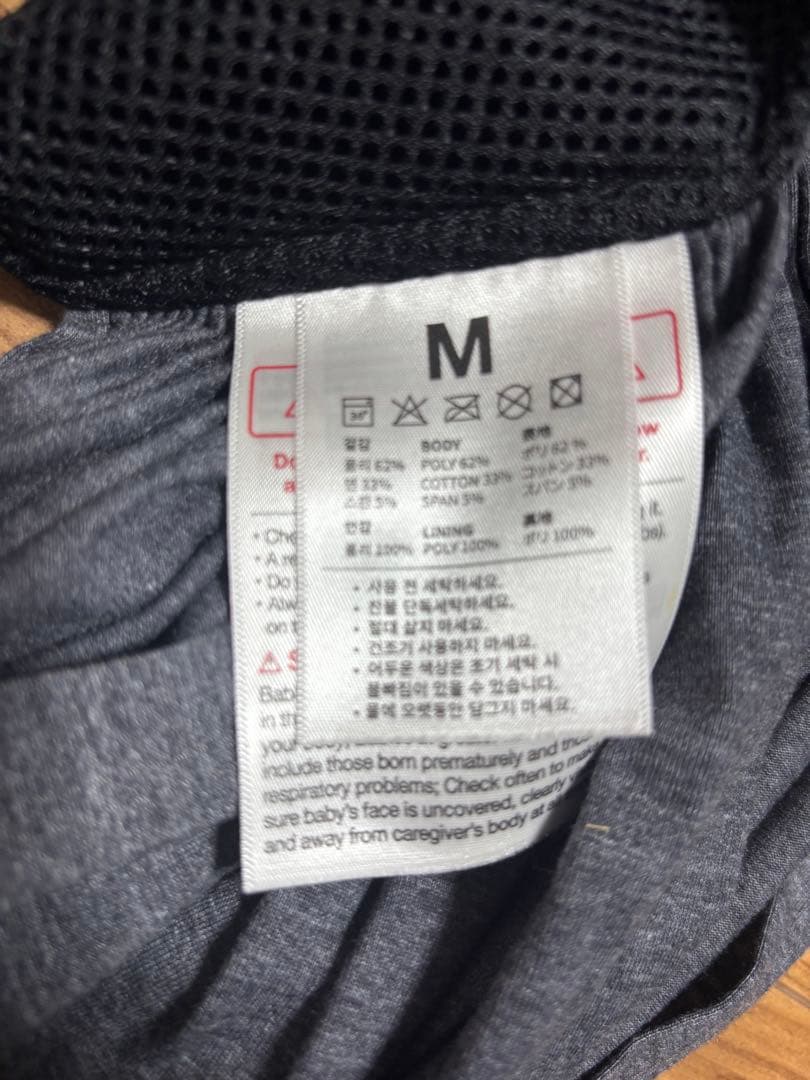 M
30°
겉감 BODY 表地
폴리 62% POLY 62% ポリ 62 %
면 33% COTTON 33% コットン 33%
스판 5% SPAN 5% スパン 5%
안감 LINING 裏地
폴리 100% POLY 100% ポリ 100%
• 사용 전 세탁하세요.
• 찬물 단독세탁하세요.
• 절대 삶지 마세요.
• 건조기 사용하지 마세요.
• 어두운 색상은 초기 세탁 시
물빠짐이 있을 수 있습니다.
• 물에 오랫동안 담그지 마세요.
include those born prematurely and
respiratory problems; Check often to
sure baby's face is uncovered, clearly
and away from caregiver's body at